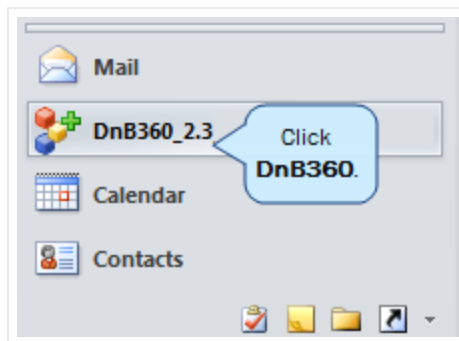 Mail
DnB360_2.3
Click
DnB360.
Calendar
Contacts